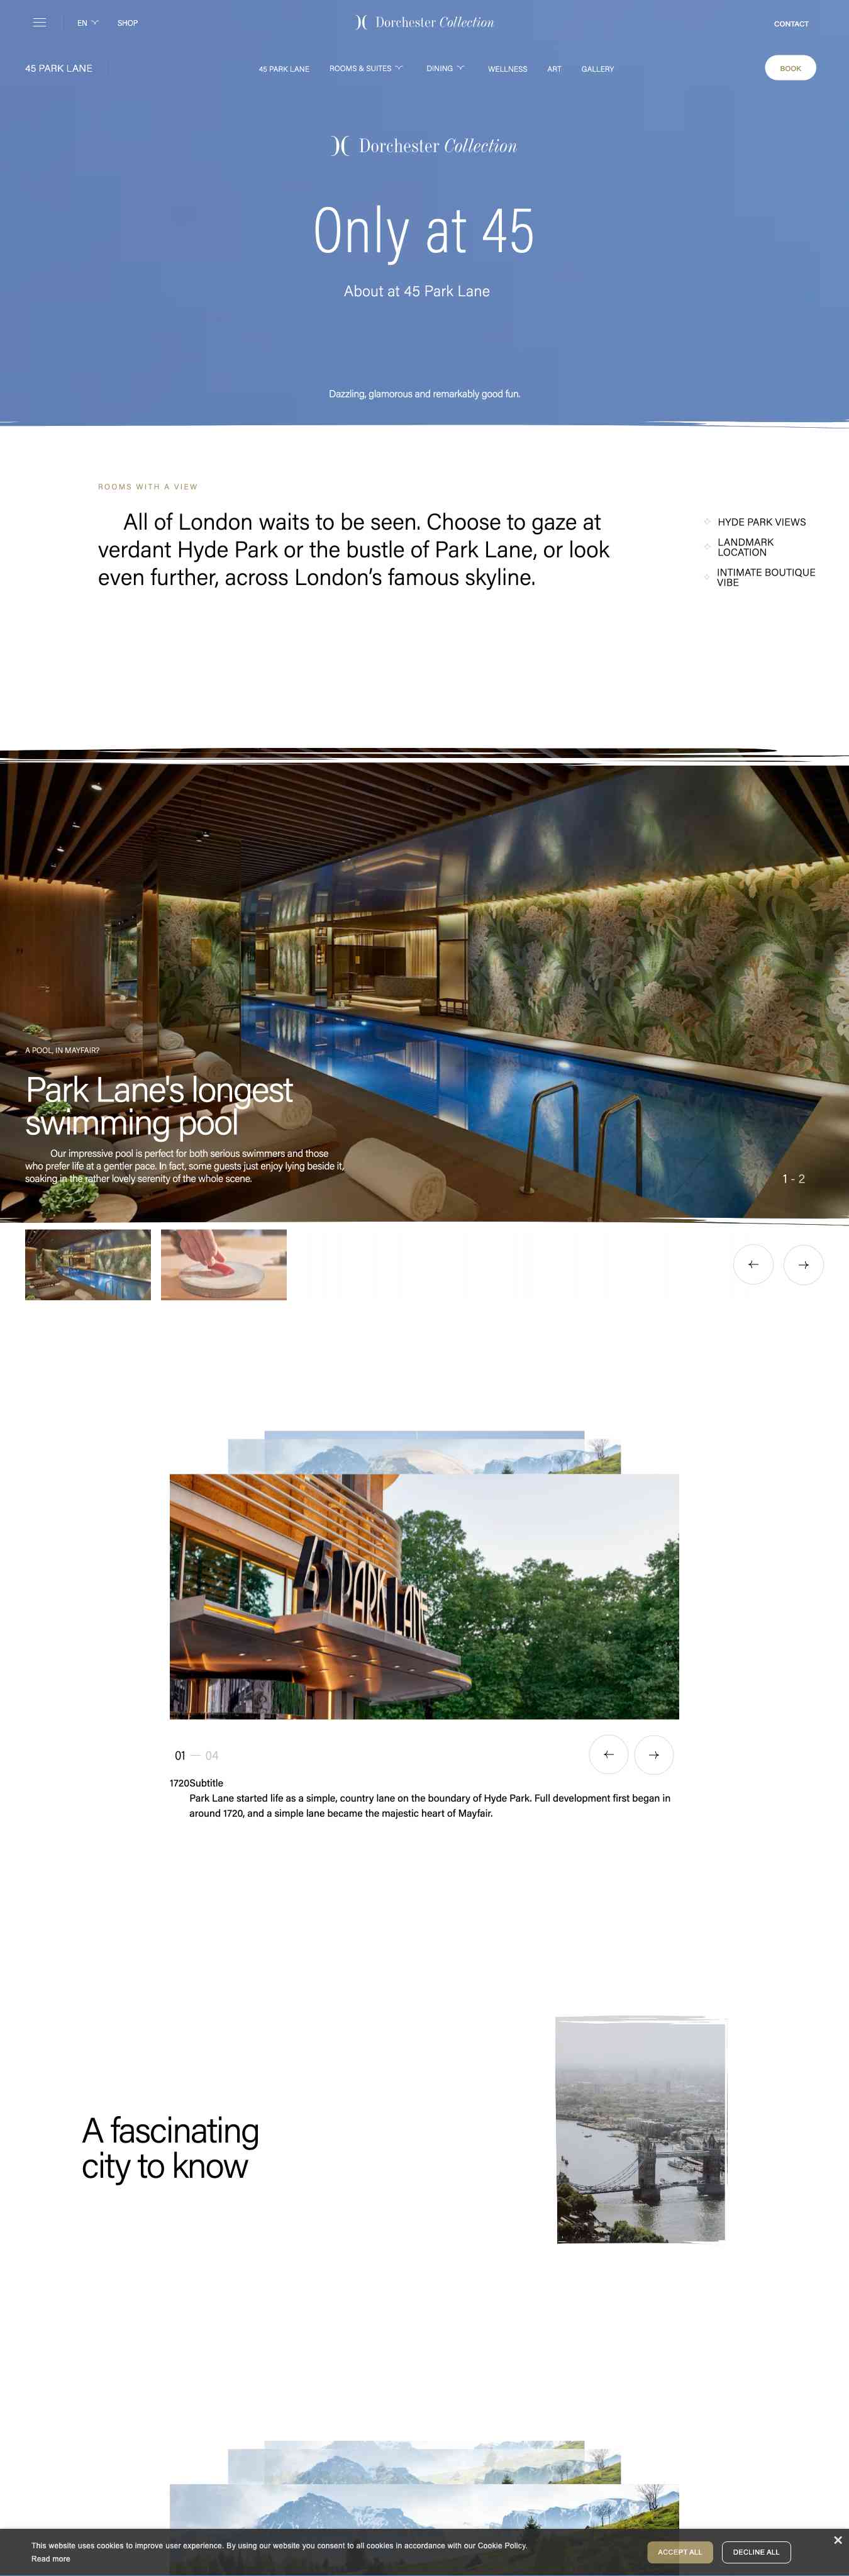 EN
SHOP
Dorchester Collection
CONTACT
45 PARK LANE
45 PARK LANE
ROOMS & SUITES
DINING
WELLNESS
ART
GALLERY
BOOK
Dorchester Collection
Only at 45
About at 45 Park Lane
Dazzling, glamorous and remarkably good fun.
ROOMS WITH A VIEW
All of London waits to be seen. Choose to gaze at
verdant Hyde Park or the bustle of Park Lane, or look
even further, across London’s famous skyline.
HYDE PARK VIEWS
LANDMARK
LOCATION
INTIMATE BOUTIQUE
VIBE
A POOL, IN MAYFAIR?
Park Lane's longest
swimming pool
Our impressive pool is perfect for both serious swimmers and those
who prefer life at a gentler pace. In fact, some guests just enjoy lying beside it,
soaking in the rather lovely serenity of the whole scene.
1 - 2
45 PARK LANE
01 — 04
1720Subtitle
Park Lane started life as a simple, country lane on the boundary of Hyde Park. Full development first began in
around 1720, and a simple lane became the majestic heart of Mayfair.
A fascinating
city to know
This website uses cookies to improve user experience. By using our website you consent to all cookies in accordance with our Cookie Policy.
Read more
ACCEPT ALL
DECLINE ALL